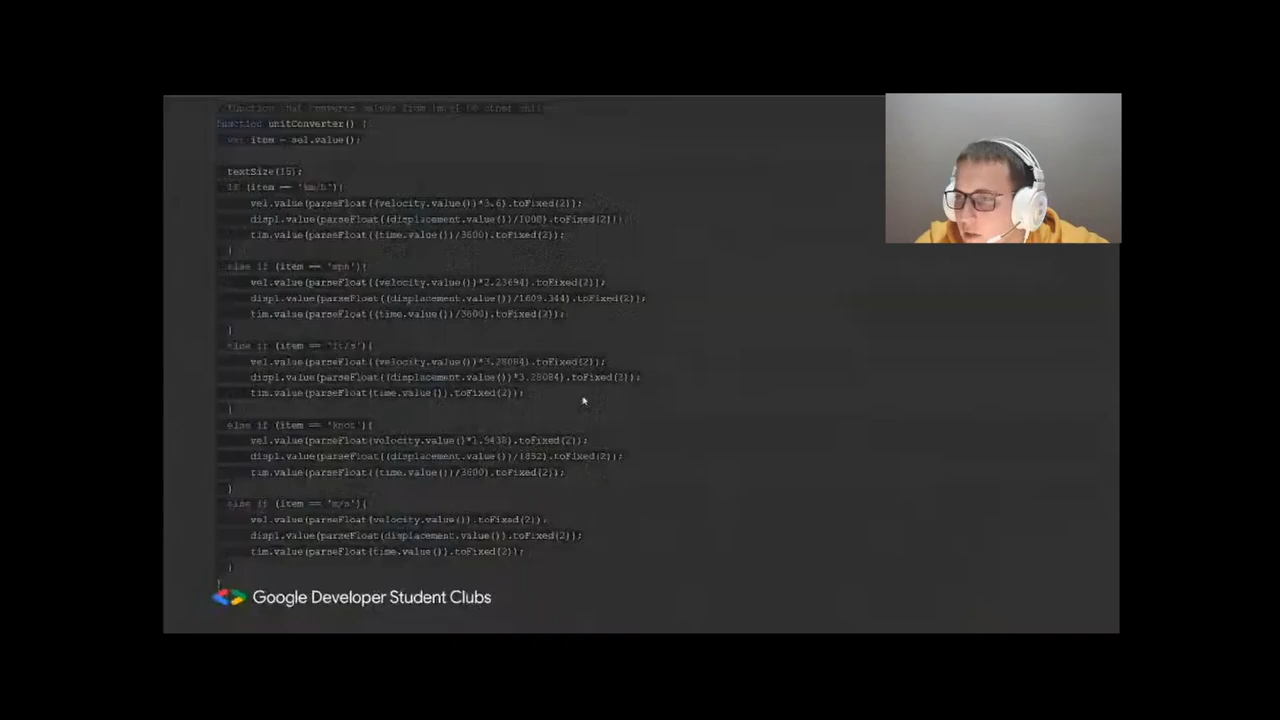 //function that converts values from [m/s] to other units
function unitConverter() {
var item = sel.value();
textSize(15);
if (item == 'km/h'){
vel.value(parseFloat((velocity.value())*3.6).toFixed(2));
displ.value(parseFloat((displacement.value())/1000).toFixed(2));
tim.value(parseFloat((time.value())/3600).toFixed(2));
}
else if (item == 'mph'){
vel.value(parseFloat((velocity.value())*2.23694).toFixed(2));
displ.value(parseFloat((displacement.value())/1609.344).toFixed(2));
tim.value(parseFloat((time.value())/3600).toFixed(2));
}
else if (item == 'ft/s'){
vel.value(parseFloat((velocity.value())*3.28084).toFixed(2));
displ.value(parseFloat((displacement.value())*3.28084).toFixed(2));
tim.value(parseFloat(time.value()).toFixed(2));
}
else if (item == 'knot'){
vel.value(parseFloat(velocity.value()*1.9438).toFixed(2));
displ.value(parseFloat((displacement.value())/1852).toFixed(2));
tim.value(parseFloat((time.value())/3600).toFixed(2));
}
else if (item == 'm/s'){
vel.value(parseFloat(velocity.value()).toFixed(2));
displ.value(parseFloat(displacement.value()).toFixed(2));
tim.value(parseFloat(time.value()).toFixed(2));
}
}
Google Developer Student Clubs